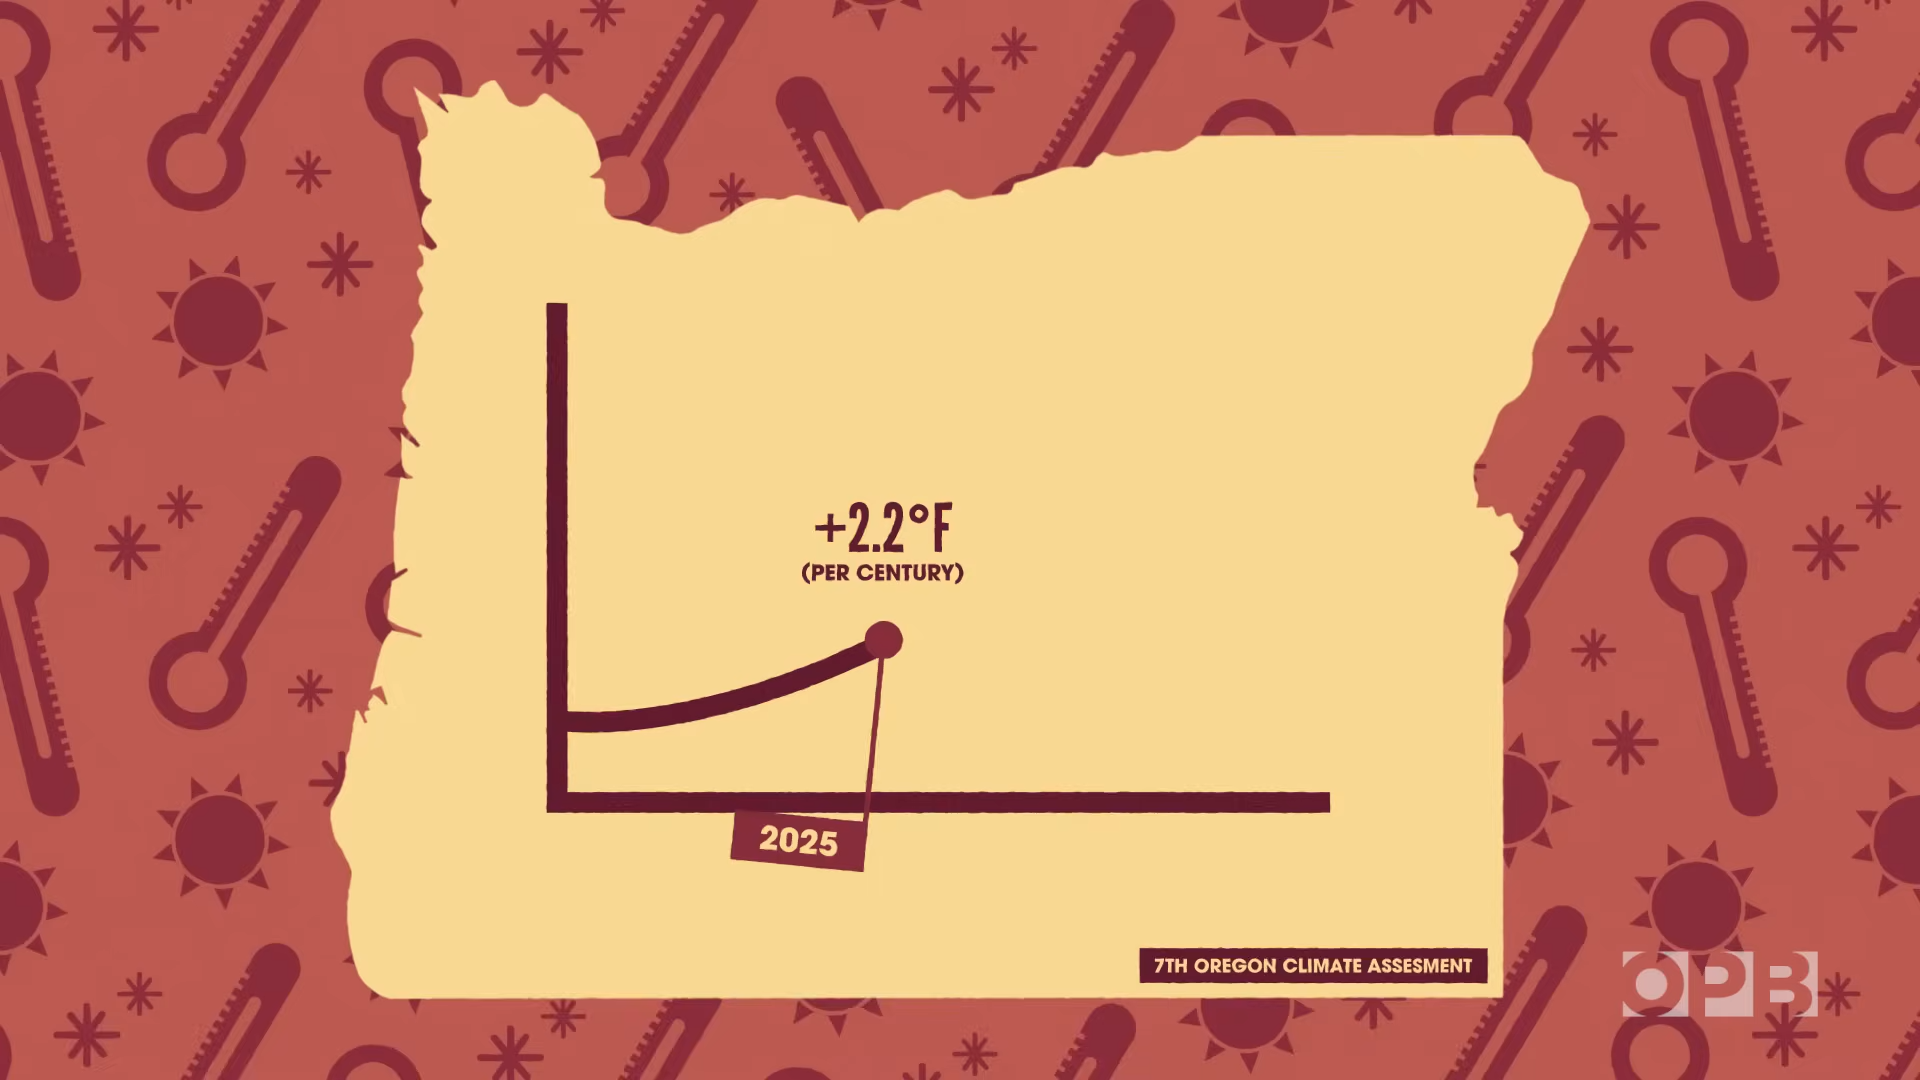 +2.2°F
(PER CENTURY)
2025
7TH OREGON CLIMATE ASSESMENT
OPB